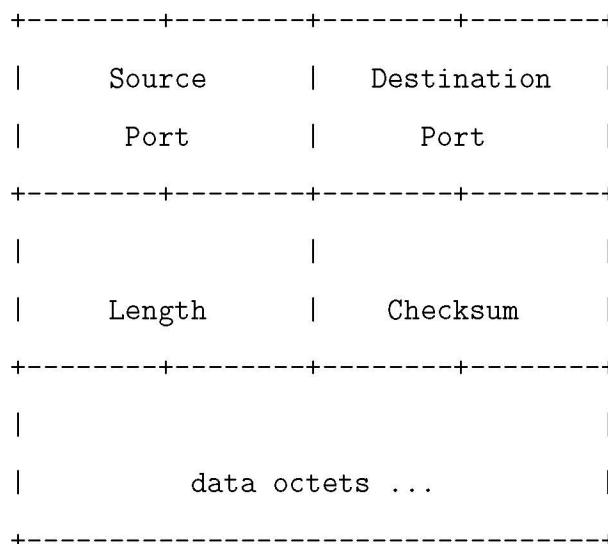 +--------+--------+--------+--------+
| Source | Destination |
| Port | Port |
+--------+--------+--------+--------+
| | |
| Length | Checksum |
+--------+--------+--------+--------+
| |
| data octets ... |
+-----------------------------------+